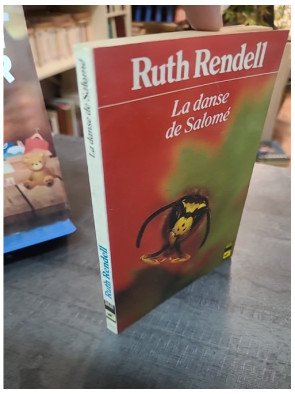 Ruth Rendell
La danse
de Salomé
La danse de Salomé
Ruth Rendell